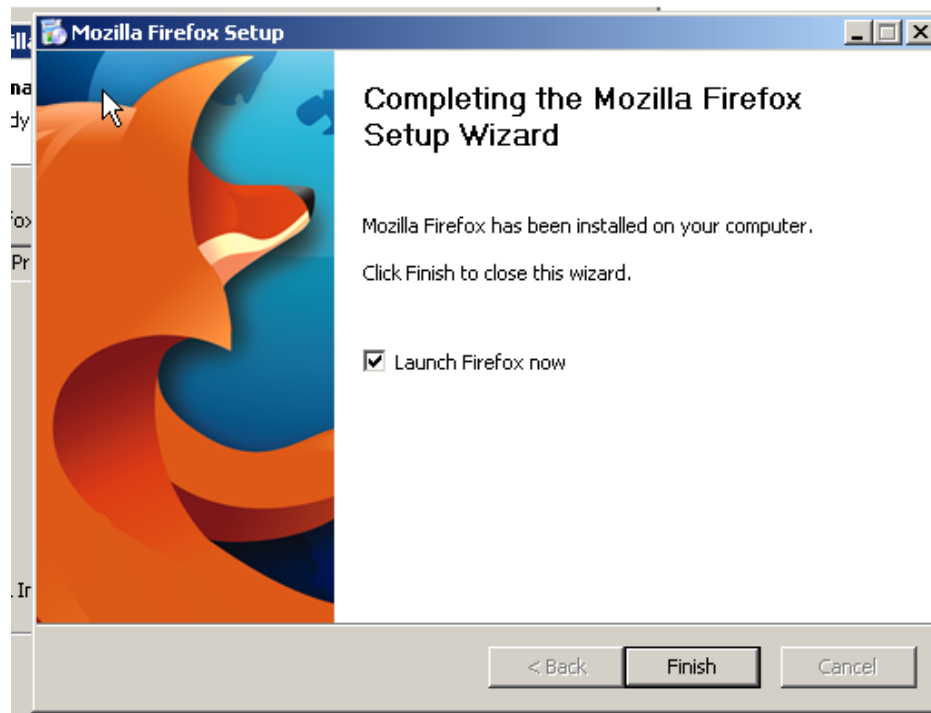 Mozilla Firefox Setup
Completing the Mozilla Firefox
Setup Wizard
Mozilla Firefox has been installed on your computer.
Click Finish to close this wizard.
Launch Firefox now
< Back
Finish
Cancel